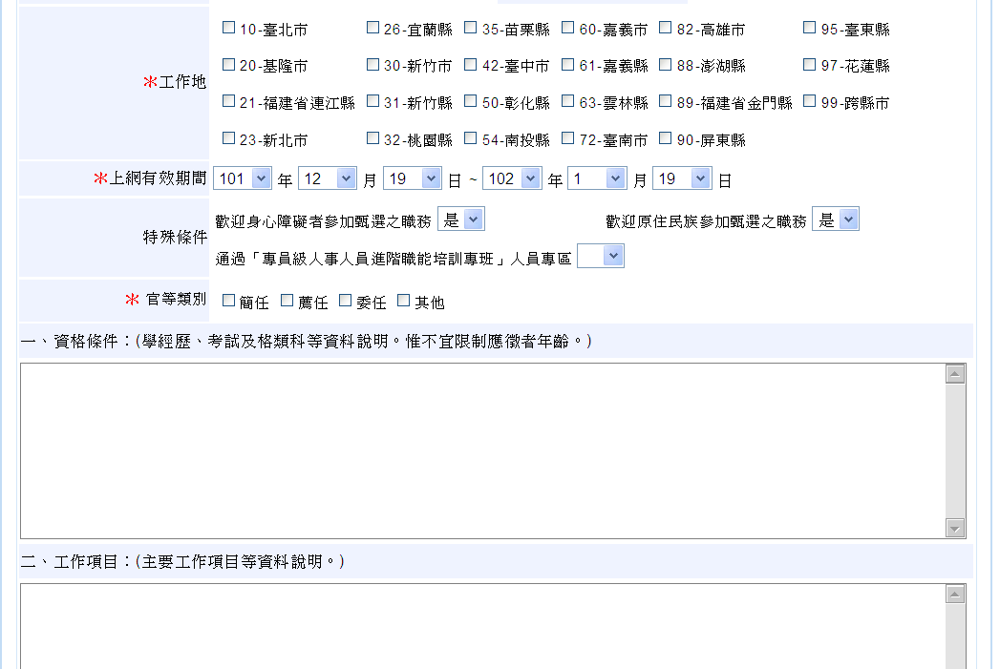 10-臺北市 26-宜蘭縣 35-苗栗縣 60-嘉義市 82-高雄市 95-臺東縣
20-基隆市 30-新竹市 42-臺中市 61-嘉義縣 88-澎湖縣 97-花蓮縣
＊工作地
21-福建省連江縣 31-新竹縣 50-彰化縣 63-雲林縣 89-福建省金門縣 99-跨縣市
23-新北市 32-桃園縣 54-南投縣 72-臺南市 90-屏東縣
＊上網有效期間 101 年 12 月 19 日 ~ 102 年 1 月 19 日
特殊條件 歡迎身心障礙者參加甄選之職務 是 歡迎原住民族參加甄選之職務 是
通過「專員級人事人員進階職能培訓專班」人員專區
＊ 官等類別 簡任 薦任 委任 其他
一、資格條件：(學經歷、考試及格類科等資料說明。惟不宜限制應徵者年齡。)
二、工作項目：(主要工作項目等資料說明。)